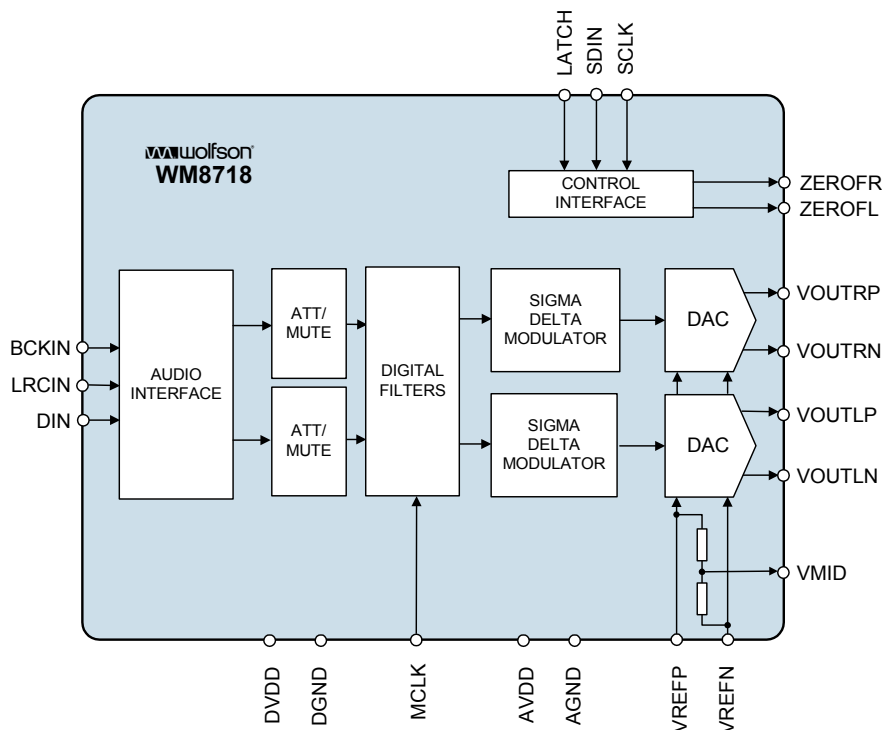 LATCH
SDIN
SCLK
wolfson
WM8718
CONTROL
INTERFACE
ZEROFR
ZEROFL
BCKIN
LRCIN
DIN
AUDIO
INTERFACE
ATT/
MUTE
ATT/
MUTE
DIGITAL
FILTERS
SIGMA
DELTA
MODULATOR
SIGMA
DELTA
MODULATOR
DAC
DAC
VOUTRP
VOUTRN
VOUTLP
VOUTLN
VMID
DVDD
DGND
MCLK
AVDD
AGND
VREFP
VREFN